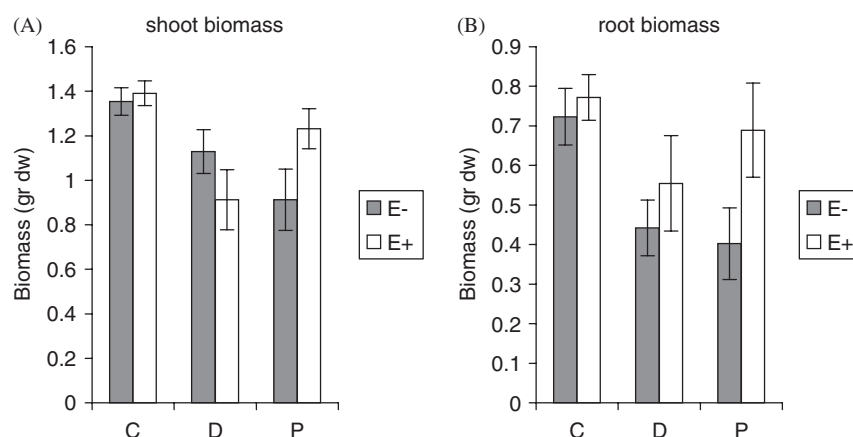 (A) shoot biomass
1.6
1.4
1.2
1
0.8
0.6
0.4
0.2
0
Biomass (gr dw)
C D P
E-
E+
(B) root biomass
0.9
0.8
0.7
0.6
0.5
0.4
0.3
0.2
0.1
0
Biomass (gr dw)
C D P
E-
E+